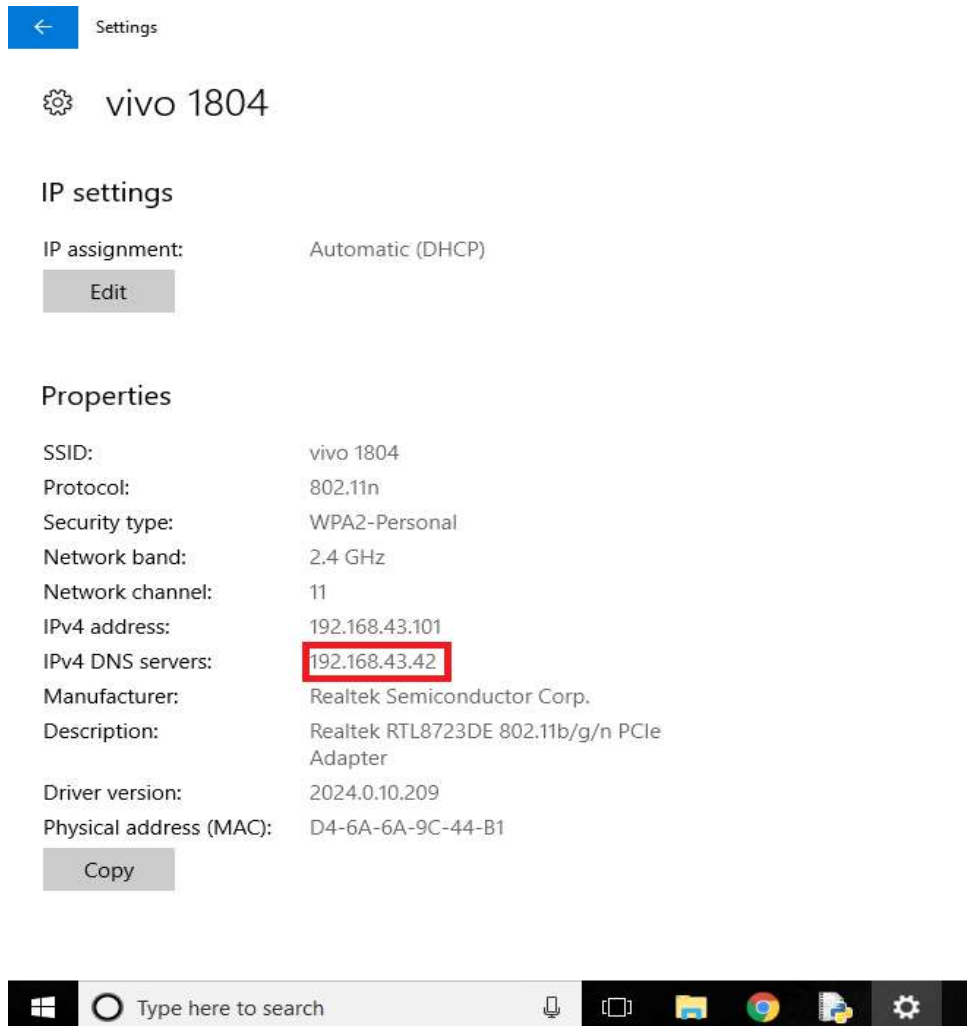 Settings
vivo 1804
IP settings
IP assignment: Automatic (DHCP)
Edit
Properties
SSID: vivo 1804
Protocol: 802.11n
Security type: WPA2-Personal
Network band: 2.4 GHz
Network channel: 11
IPv4 address: 192.168.43.101
IPv4 DNS servers: 192.168.43.42
Manufacturer: Realtek Semiconductor Corp.
Description: Realtek RTL8723DE 802.11b/g/n PCIe
Adapter
Driver version: 2024.0.10.209
Physical address (MAC): D4-6A-6A-9C-44-B1
Copy
Type here to search